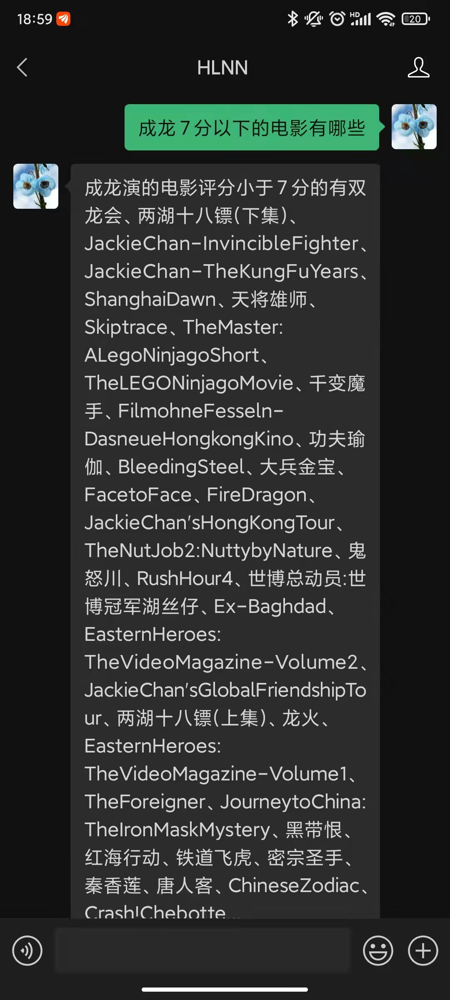 18:59
HD
20
HLNN
成龙7分以下的电影有哪些
成龙演的电影评分小于7分的有双
龙会、两湖十八镖(下集)、
JackieChan-InvincibleFighter、
JackieChan-TheKungFuYears、
ShanghaiDawn、天将雄师、
Skiptrace、TheMaster:
ALegoNinjagoShort、
TheLEGONinjagoMovie、千变魔
手、FilmohneFesseln-
DasneueHongkongKino、功夫瑜
伽、BleedingSteel、大兵金宝、
FacetoFace、FireDragon、
JackieChan'sHongKongTour、
TheNutJob2:NuttybyNature、鬼
怒川、RushHour4、世博总动员:世
博冠军湖丝仔、Ex-Baghdad、
EasternHeroes:
TheVideoMagazine-Volume2、
JackieChan'sGlobalFriendshipTo
ur、两湖十八镖(上集)、龙火、
EasternHeroes:
TheVideoMagazine-Volume1、
TheForeigner、JourneytoChina:
TheIronMaskMystery、黑带恨、
红海行动、铁道飞虎、密宗圣手、
秦香莲、唐人客、ChineseZodiac、
Crash!Chebotte...